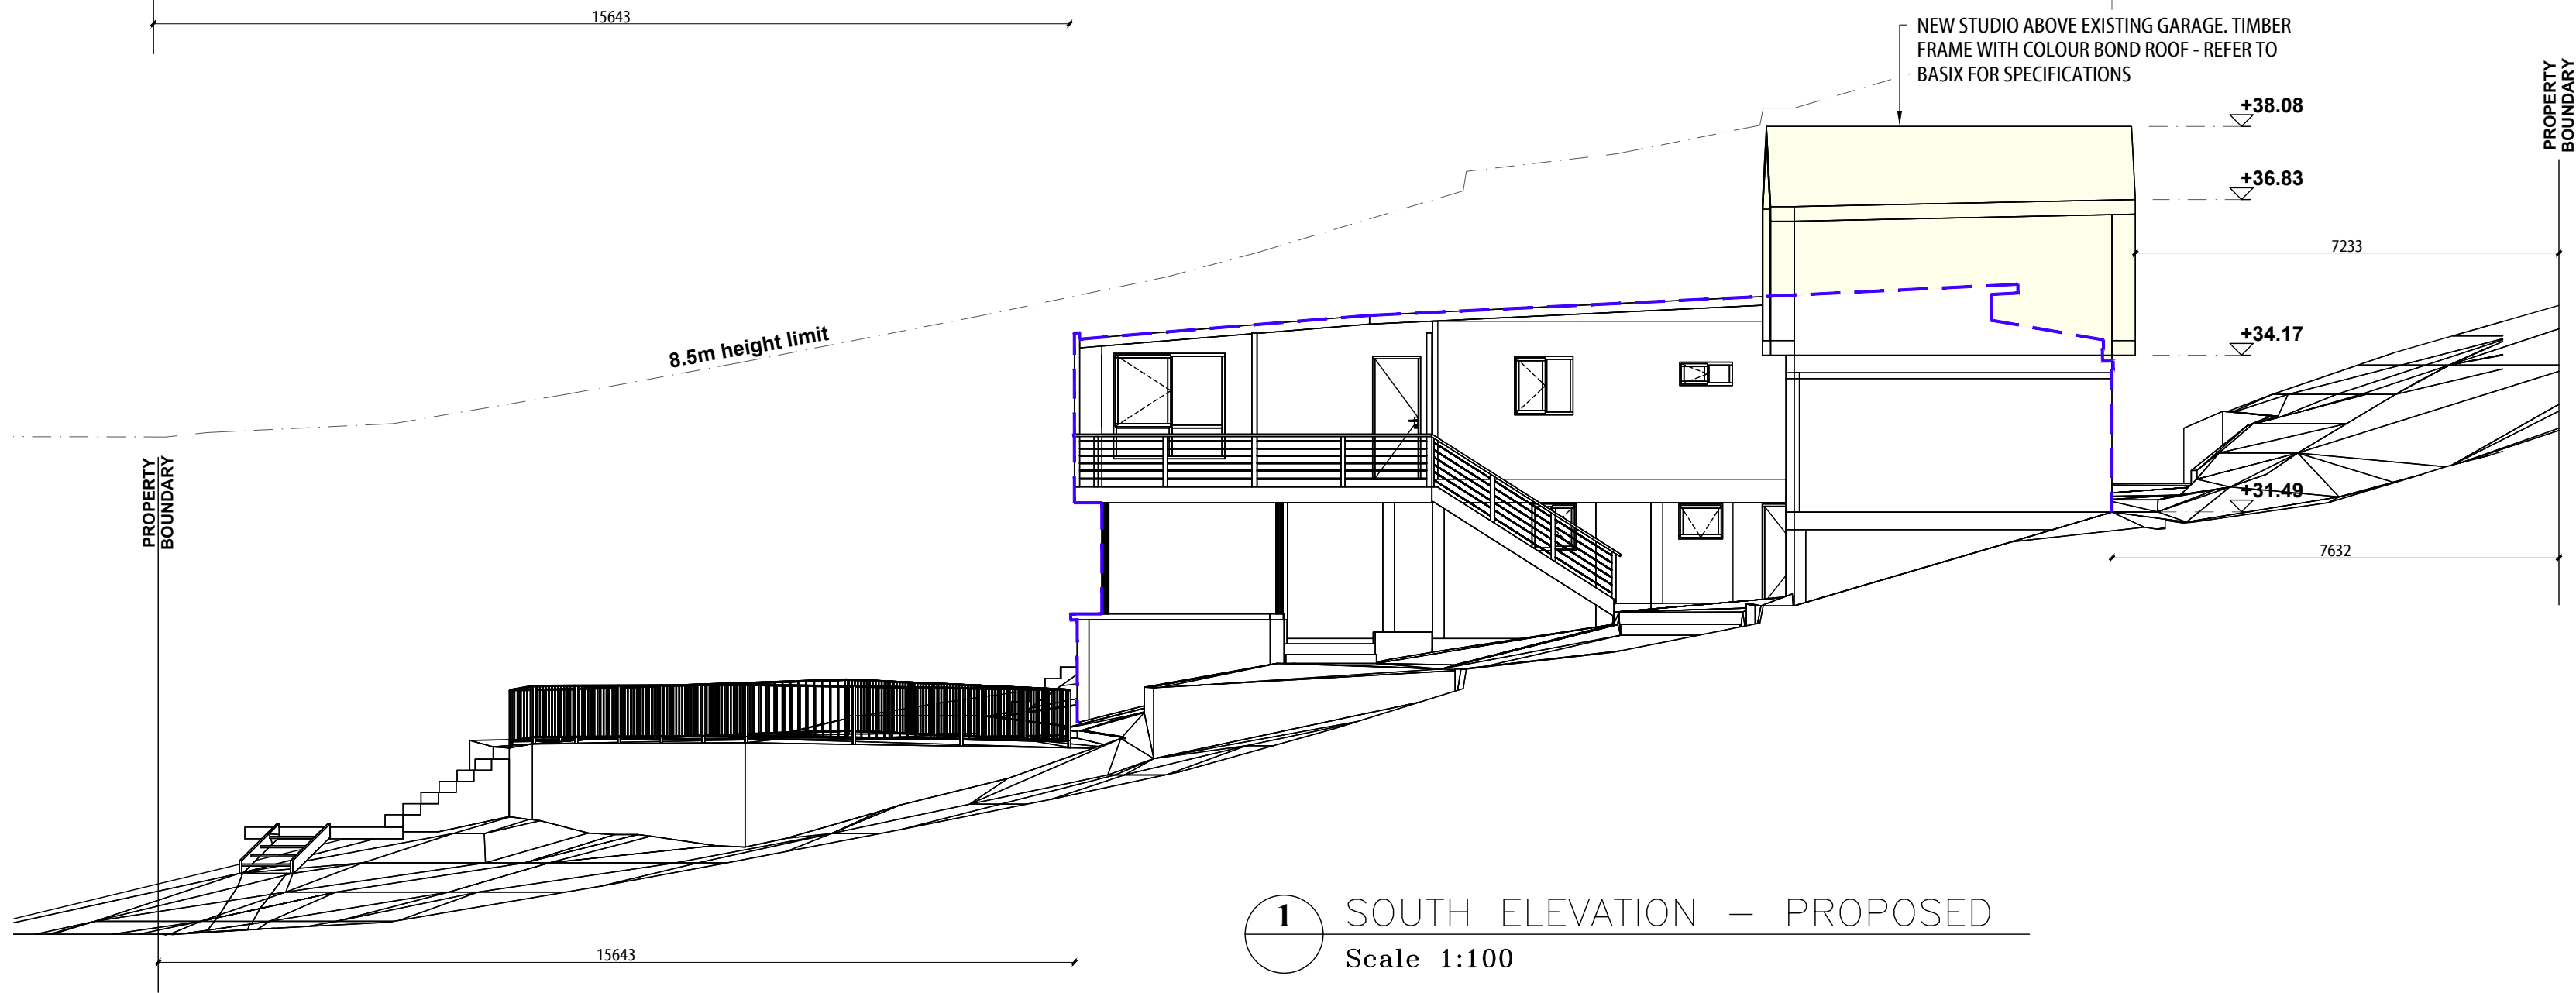 15643
NEW STUDIO ABOVE EXISTING GARAGE. TIMBER
FRAME WITH COLOUR BOND ROOF - REFER TO
BASIX FOR SPECIFICATIONS
PROPERTY
BOUNDARY
+38.08
+36.83
7233
8.5m height limit
+34.17
PROPERTY
BOUNDARY
+31.49
7632
1
SOUTH ELEVATION – PROPOSED
Scale 1:100
15643